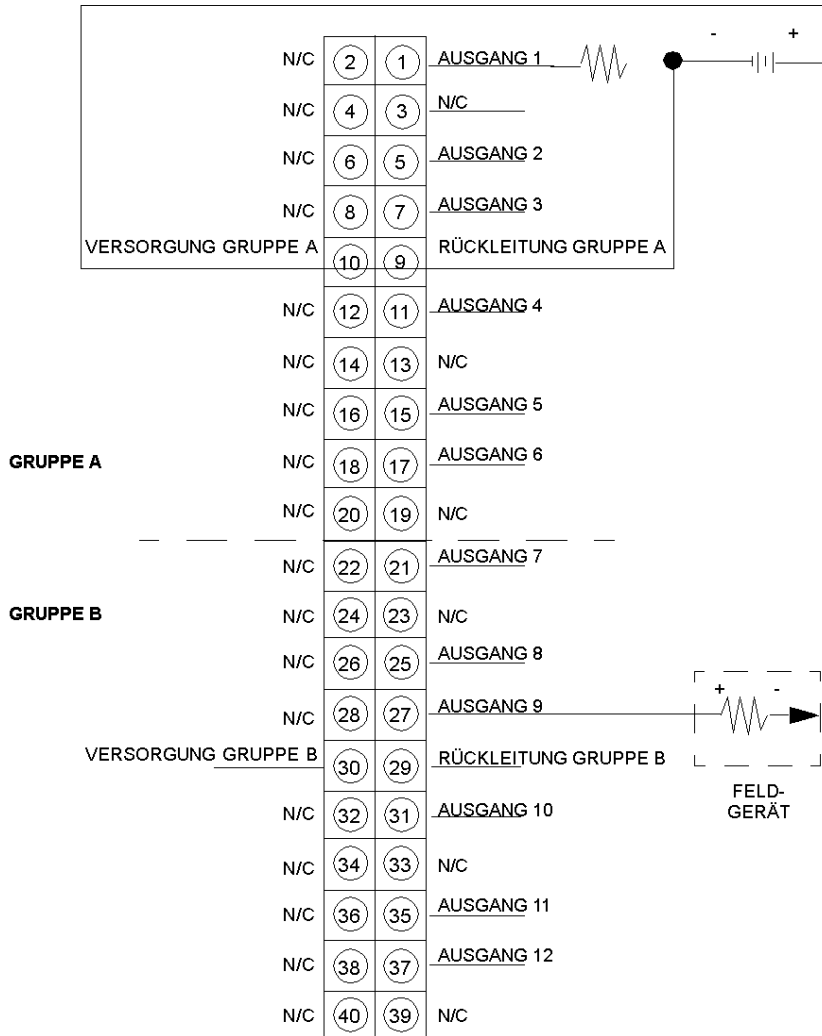 - +
N/C 2 1 AUSGANG 1
N/C 4 3 N/C
N/C 6 5 AUSGANG 2
N/C 8 7 AUSGANG 3
VERSORGUNG GRUPPE A 10 9 RÜCKLEITUNG GRUPPE A
N/C 12 11 AUSGANG 4
N/C 14 13 N/C
N/C 16 15 AUSGANG 5
GRUPPE A N/C 18 17 AUSGANG 6
N/C 20 19 N/C
N/C 22 21 AUSGANG 7
GRUPPE B N/C 24 23 N/C
N/C 26 25 AUSGANG 8
+ -
N/C 28 27 AUSGANG 9
VERSORGUNG GRUPPE B 30 29 RÜCKLEITUNG GRUPPE B
FELD-
GERÄT
N/C 32 31 AUSGANG 10
N/C 34 33 N/C
N/C 36 35 AUSGANG 11
N/C 38 37 AUSGANG 12
N/C 40 39 N/C